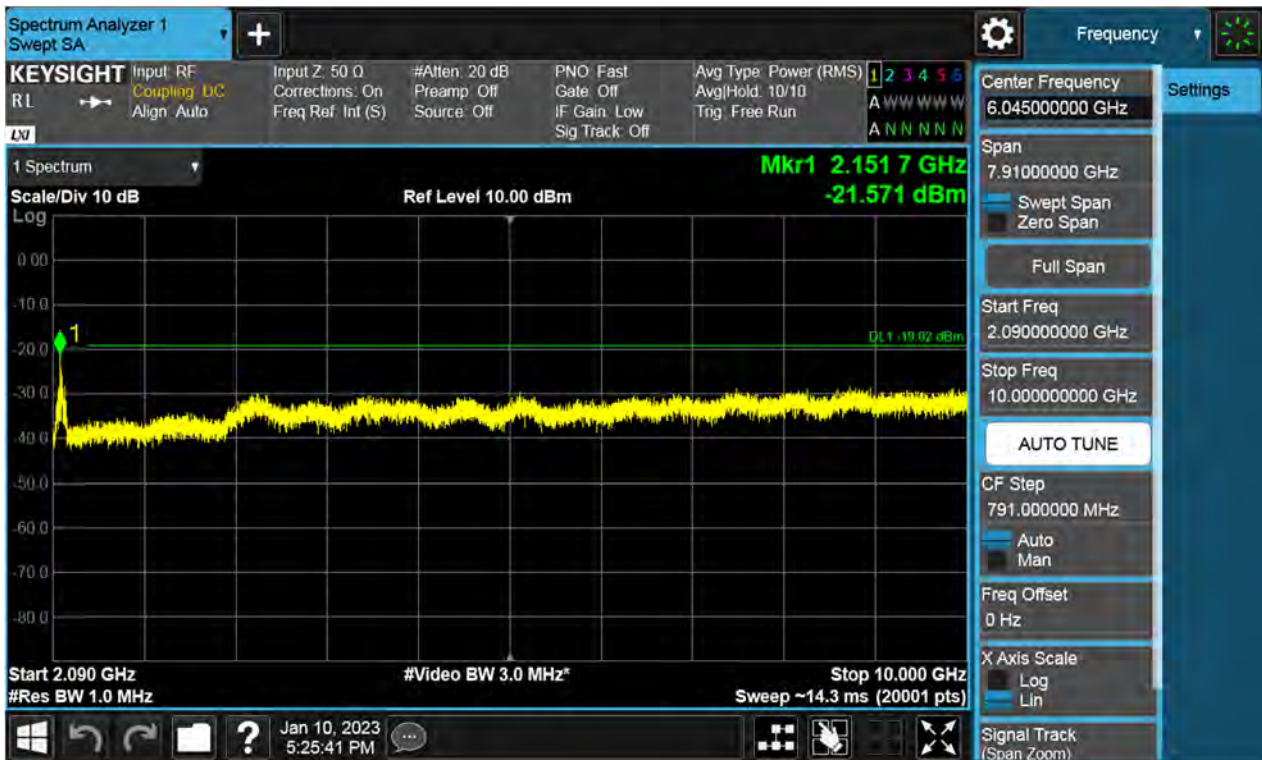 Spectrum Analyzer 1
Swept SA
+
Frequency
KEYSIGHT
RL
LXI
Input: RF
Coupling: DC
Align: Auto
Input Z: 50 Ω
Corrections: On
Freq Ref: Int (S)
#Atten: 20 dB
Preamp: Off
Source: Off
PNO: Fast
Gate: Off
IF Gain: Low
Sig Track: Off
Avg Type: Power (RMS)
Avg|Hold: 10/10
Trig: Free Run
1 2 3 4 5 6
A W W W W W
A N N N N N
1 Spectrum
Scale/Div 10 dB
Log
Ref Level 10.00 dBm
Mkr1 2.151 7 GHz
-21.571 dBm
0.00
-10.0
-20.0
-30.0
-40.0
-50.0
-60.0
-70.0
-80.0
1
DL1 -19.02 dBm
Start 2.090 GHz
#Res BW 1.0 MHz
#Video BW 3.0 MHz*
Stop 10.000 GHz
Sweep ~14.3 ms (20001 pts)
Center Frequency
6.045000000 GHz
Span
7.91000000 GHz
Swept Span
Zero Span
Full Span
Start Freq
2.090000000 GHz
Stop Freq
10.000000000 GHz
AUTO TUNE
CF Step
791.000000 MHz
Auto
Man
Freq Offset
0 Hz
X Axis Scale
Log
Lin
Signal Track
(Span Zoom)
Settings
?
Jan 10, 2023
5:25:41 PM